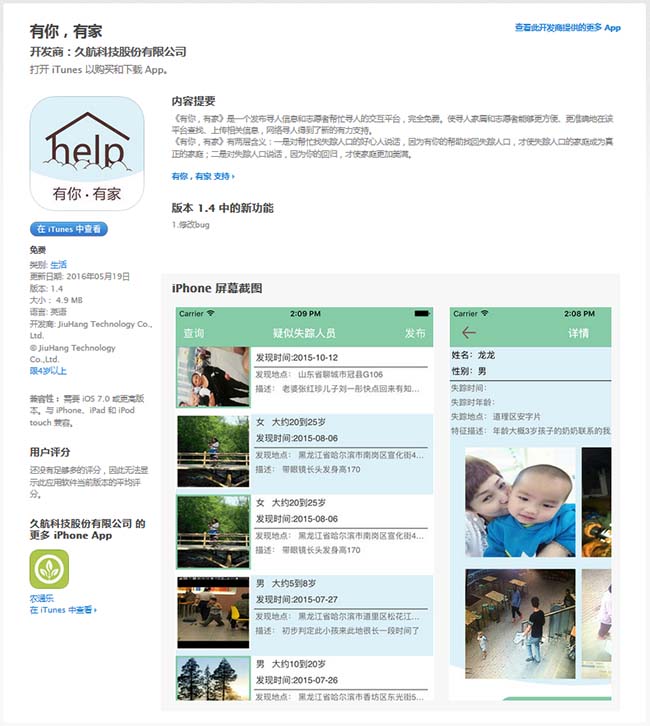 有你，有家
查看此开发商提供的更多 App
开发商：久航科技股份有限公司
打开 iTunes 以购买和下载 App。
help
有你·有家
在 iTunes 中查看
免费
类别: 生活
更新日期: 2016年05月19日
版本: 1.4
大小： 4.9 MB
语言: 英语
开发商: JiuHang Technology Co.,
Ltd.
© JiuHang Technology
Co.,Ltd.
限4岁以上
兼容性： 需要 iOS 7.0 或更高版
本。与 iPhone、iPad 和 iPod
touch 兼容。
用户评分
还没有足够多的评分，因此无法显
示此应用软件当前版本的平均评
分。
久航科技股份有限公司 的
更多 iPhone App
农通乐
在 iTunes 中查看
内容提要
《有你，有家》是一个发布寻人信息和志愿者帮忙寻人的交互平台，完全免费。使寻人家属和志愿者能够更方便、更准确地在该
平台查找、上传相关信息，网络寻人得到了新的有力支持。
《有你，有家》有两层含义：一是对帮忙找失踪人口的好心人说话，因为有你的帮助找回失踪人口，才使失踪人口的家庭成为真
正的家庭；二是对失踪人口说话，因为你的回归，才使家庭更加美满。
有你，有家 支持
版本 1.4 中的新功能
1.修改bug
iPhone 屏幕截图
Carrier 2:09 PM
查询 疑似失踪人员 发布
发现时间:2015-10-12
发现地点： 山东省聊城市冠县G106
描述： 老婆张红珍儿子刘一彤快点回来有知...
女 大约20到25岁
发现时间:2015-08-06
发现地点： 黑龙江省哈尔滨市南岗区宣化街4...
描述： 带眼镜长头发身高170
女 大约20到25岁
发现时间:2015-08-06
发现地点： 黑龙江省哈尔滨市南岗区宣化街4...
描述： 带眼镜长头发身高170
男 大约5到8岁
发现时间:2015-07-27
发现地点： 黑龙江省哈尔滨市道里区松花江...
描述： 初步判定此小孩来此地很长一段时间了
男 大约10到20岁
发现时间:2015-07-26
发现地点： 黑龙江省哈尔滨市香坊区东光街5...
Carrier 2:08 PM
详情
姓名： 龙龙
性别： 男
失踪时间：
失踪时年龄：
失踪地点： 道理区安字片
特征描述： 年龄大概3岁孩子的奶奶联系的我